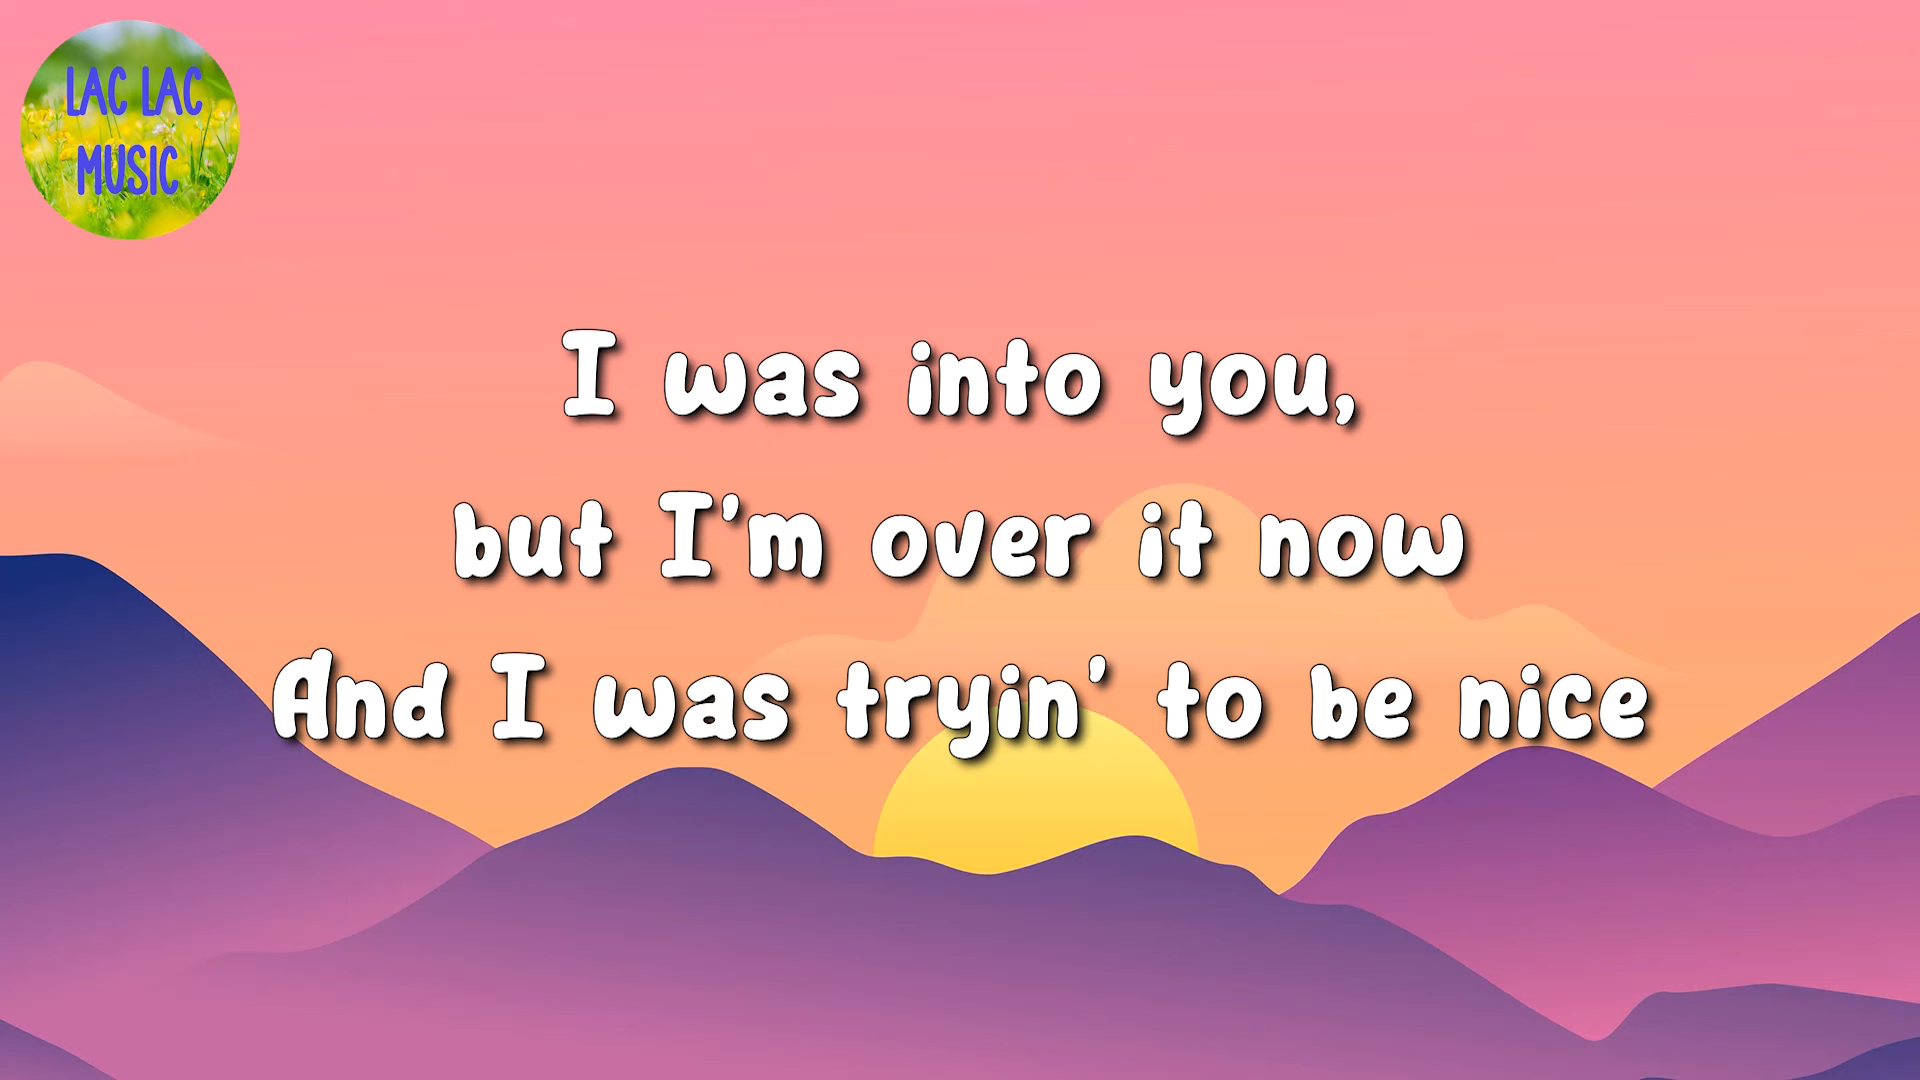 LAC LAC
MUSIC
I was into you,
but I'm over it now
And I was tryin' to be nice